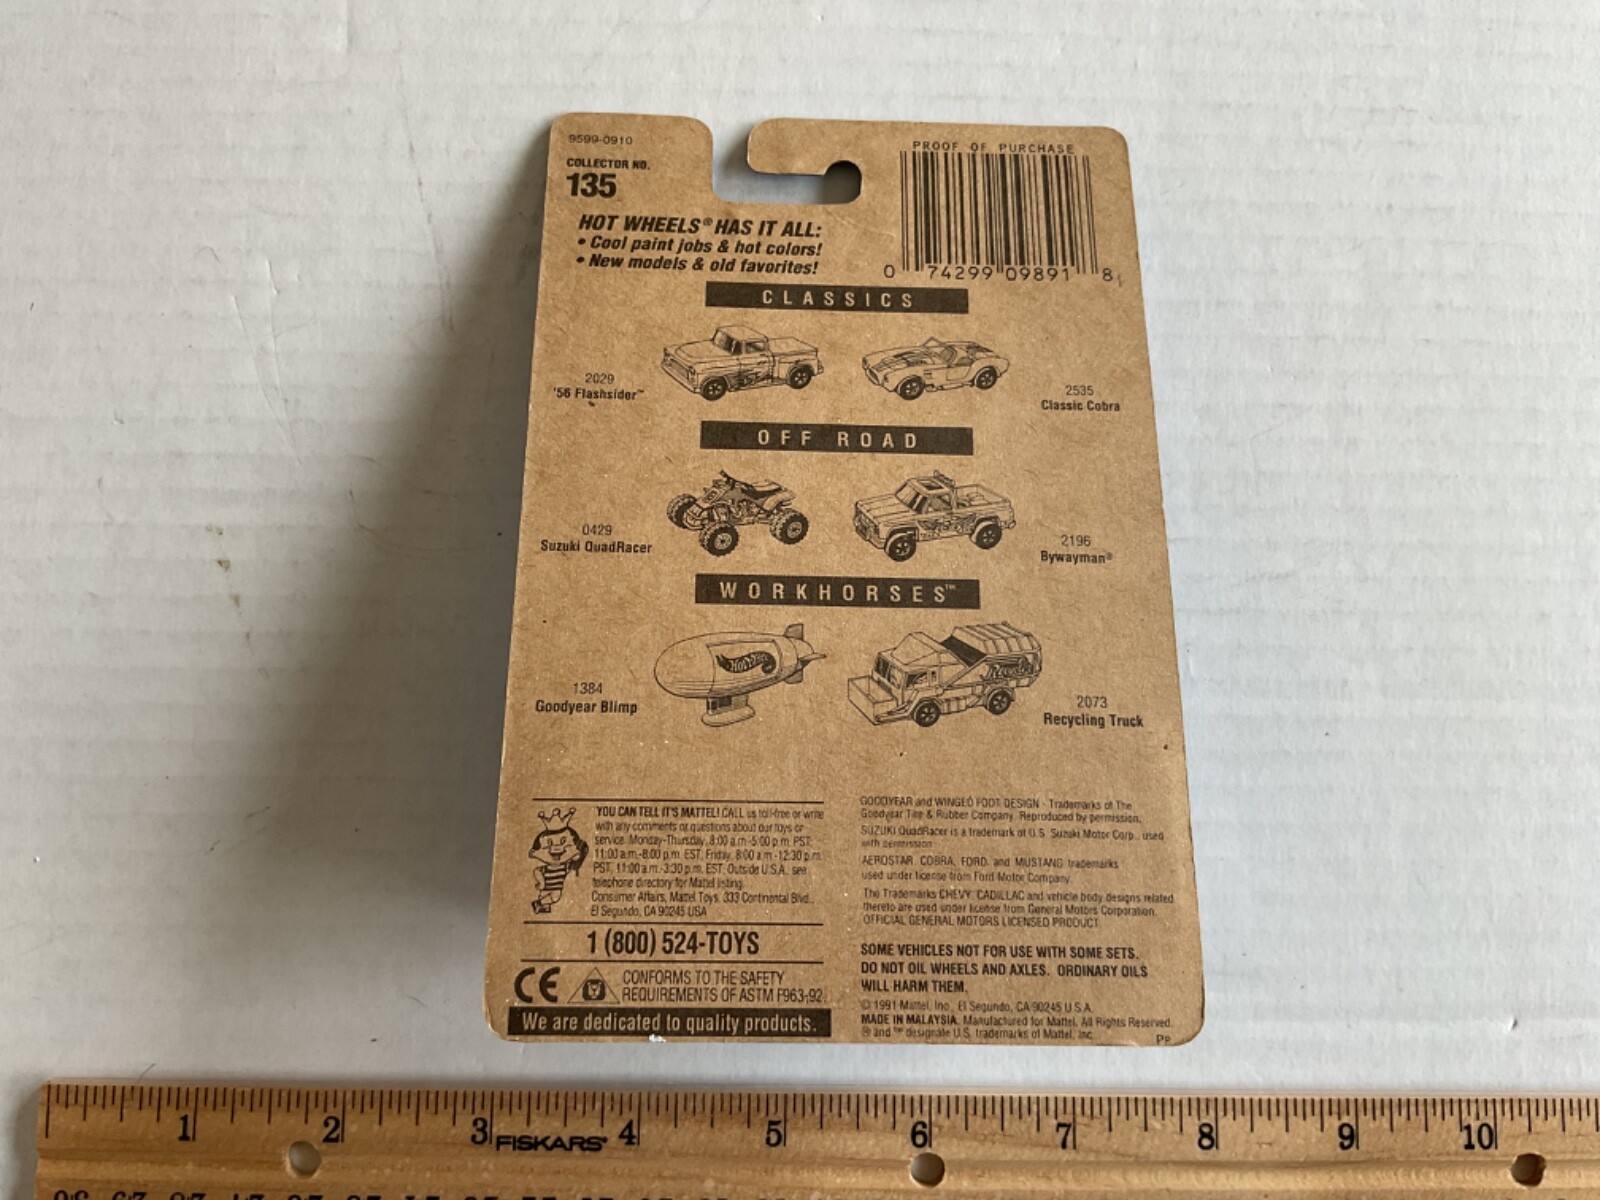 9599-0910
COLLECTOR NO.
135
PROOF OF PURCHASE
0 74299 09891 8
HOT WHEELS® HAS IT ALL:
• Cool paint jobs & hot colors!
• New models & old favorites!
CLASSICS
2029
'56 Flashsider™
2535
Classic Cobra
OFF ROAD
0429
Suzuki QuadRacer
2196
Bywayman®
WORKHORSES™
Hot Wheels
1384
Goodyear Blimp
2073
Recycling Truck
YOU CAN TELL IT'S MATTEL! CALL us toll-free or write
with any comments or questions about our toys or
service. Monday-Thursday, 8:00 a.m.-5:00 p.m. PST,
11:00 a.m.-8:00 p.m. EST, Friday, 8:00 a.m.-12:30 p.m.
PST, 11:00 a.m.-3:30 p.m. EST. Outside U.S.A. see
telephone directory for Mattel listing.
Consumer Affairs, Mattel Toys, 333 Continental Blvd.,
El Segundo, CA 90245 USA
1 (800) 524-TOYS
CE
CONFORMS TO THE SAFETY
REQUIREMENTS OF ASTM F963-92.
We are dedicated to quality products.
GOODYEAR and WINGED FOOT DESIGN - Trademarks of The
Goodyear Tire & Rubber Company. Reproduced by permission.
SUZUKI QuadRacer is a trademark of U.S. Suzuki Motor Corp., used
with permission.
AEROSTAR, COBRA, FORD, and MUSTANG trademarks
used under license from Ford Motor Company.
The Trademarks CHEVY, CADILLAC and vehicle body designs related
thereto are used under license from General Motors Corporation.
OFFICIAL GENERAL MOTORS LICENSED PRODUCT.
SOME VEHICLES NOT FOR USE WITH SOME SETS.
DO NOT OIL WHEELS AND AXLES. ORDINARY OILS
WILL HARM THEM.
© 1991 Mattel, Inc., El Segundo, CA 90245 U.S.A.
MADE IN MALAYSIA. Manufactured for Mattel. All Rights Reserved.
® and ™ designate U.S. trademarks of Mattel, Inc.
PP
1 2 3 FISKARS® 4 5 6 7 8 9 10